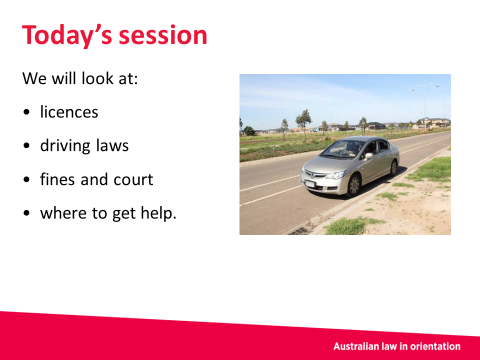 Today's session
We will look at:
• licences
• driving laws
• fines and court
• where to get help.
Australian law in orientation